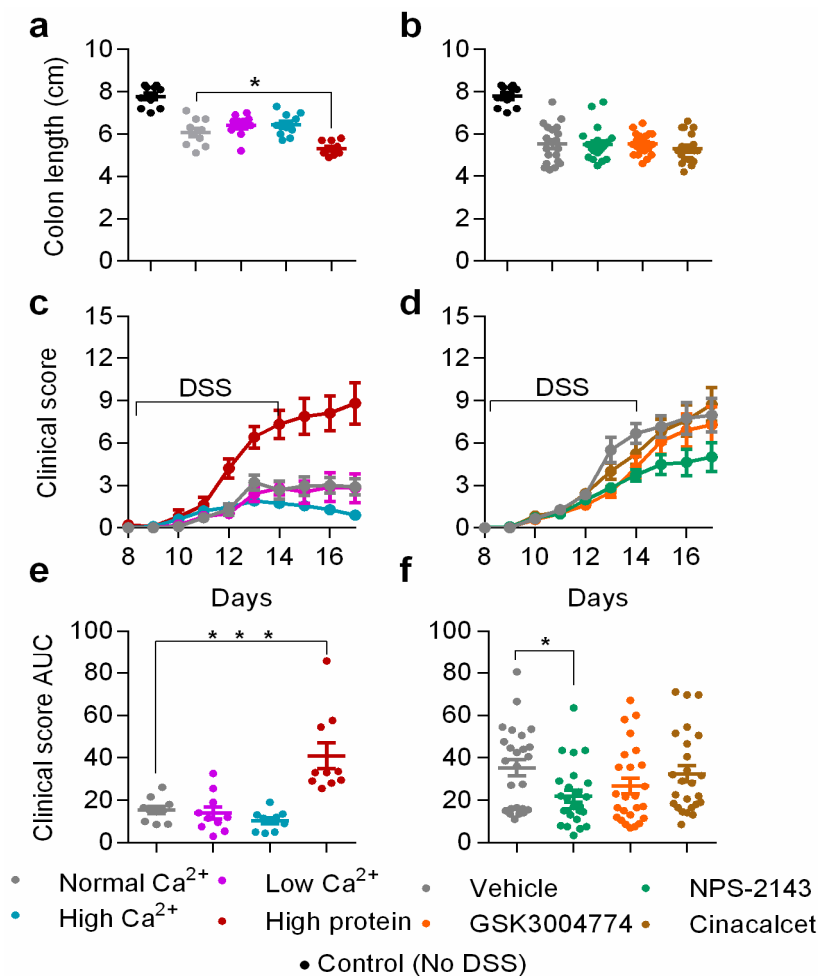 a
b
10
8
6
4
2
0
Colon length (cm)
*
10
8
6
4
2
0
c
d
15
12
9
6
3
0
Clinical score
DSS
8 10 12 14 16
Days
15
12
9
6
3
0
DSS
8 10 12 14 16
Days
e
f
100
80
60
40
20
0
Clinical score AUC
* * *
100
80
60
40
20
0
*
Normal Ca2+
Low Ca2+
Vehicle
NPS-2143
High Ca2+
High protein
GSK3004774
Cinacalcet
Control (No DSS)